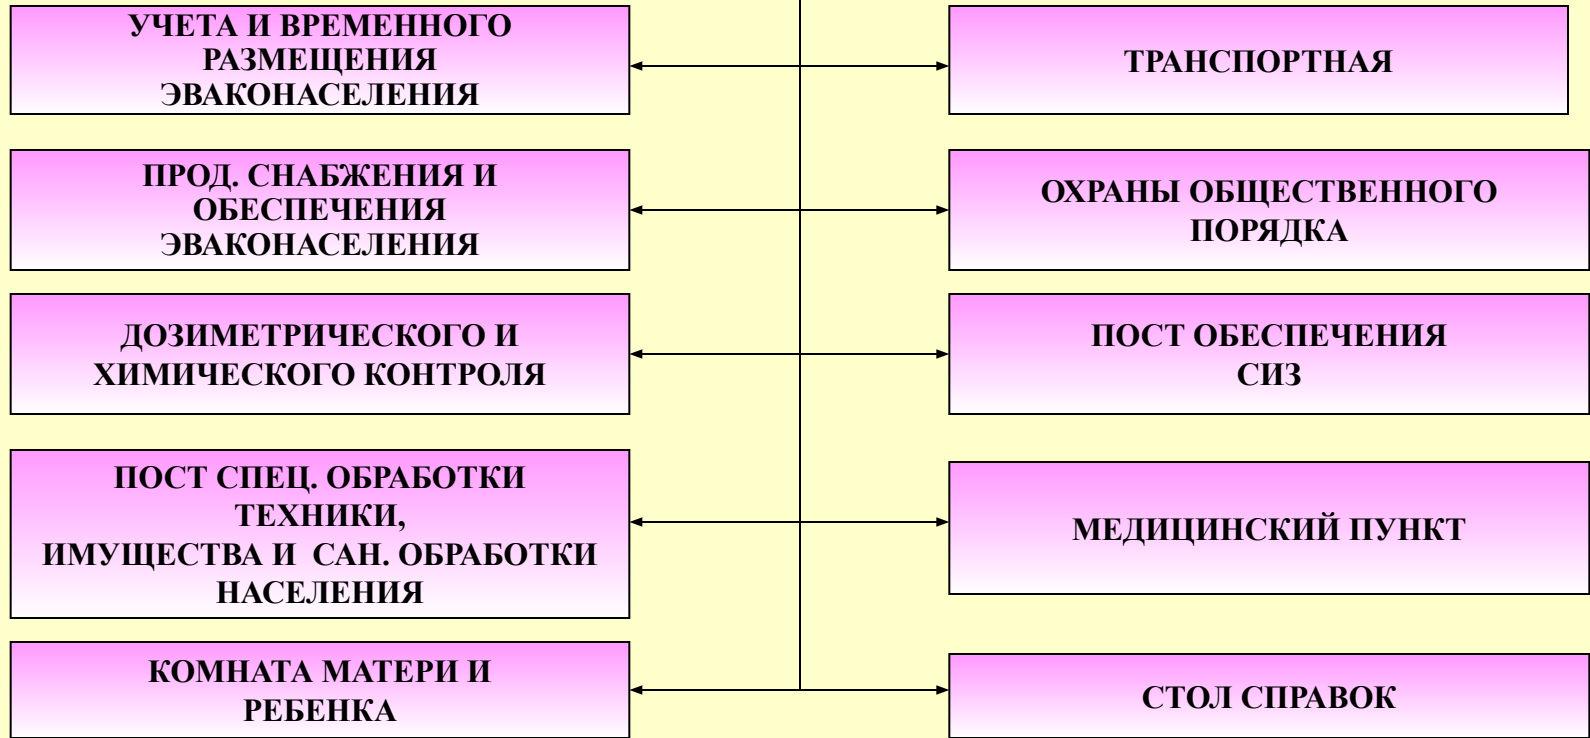 УЧЕТА И ВРЕМЕННОГО
РАЗМЕЩЕНИЯ
ЭВАКОНАСЕЛЕНИЯ
ТРАНСПОРТНАЯ
ПРОД. СНАБЖЕНИЯ И
ОБЕСПЕЧЕНИЯ
ЭВАКОНАСЕЛЕНИЯ
ОХРАНЫ ОБЩЕСТВЕННОГО
ПОРЯДКА
ДОЗИМЕТРИЧЕСКОГО И
ХИМИЧЕСКОГО КОНТРОЛЯ
ПОСТ ОБЕСПЕЧЕНИЯ
СИЗ
ПОСТ СПЕЦ. ОБРАБОТКИ
ТЕХНИКИ,
ИМУЩЕСТВА И САН. ОБРАБОТКИ
НАСЕЛЕНИЯ
МЕДИЦИНСКИЙ ПУНКТ
КОМНАТА МАТЕРИ И
РЕБЕНКА
СТОЛ СПРАВОК